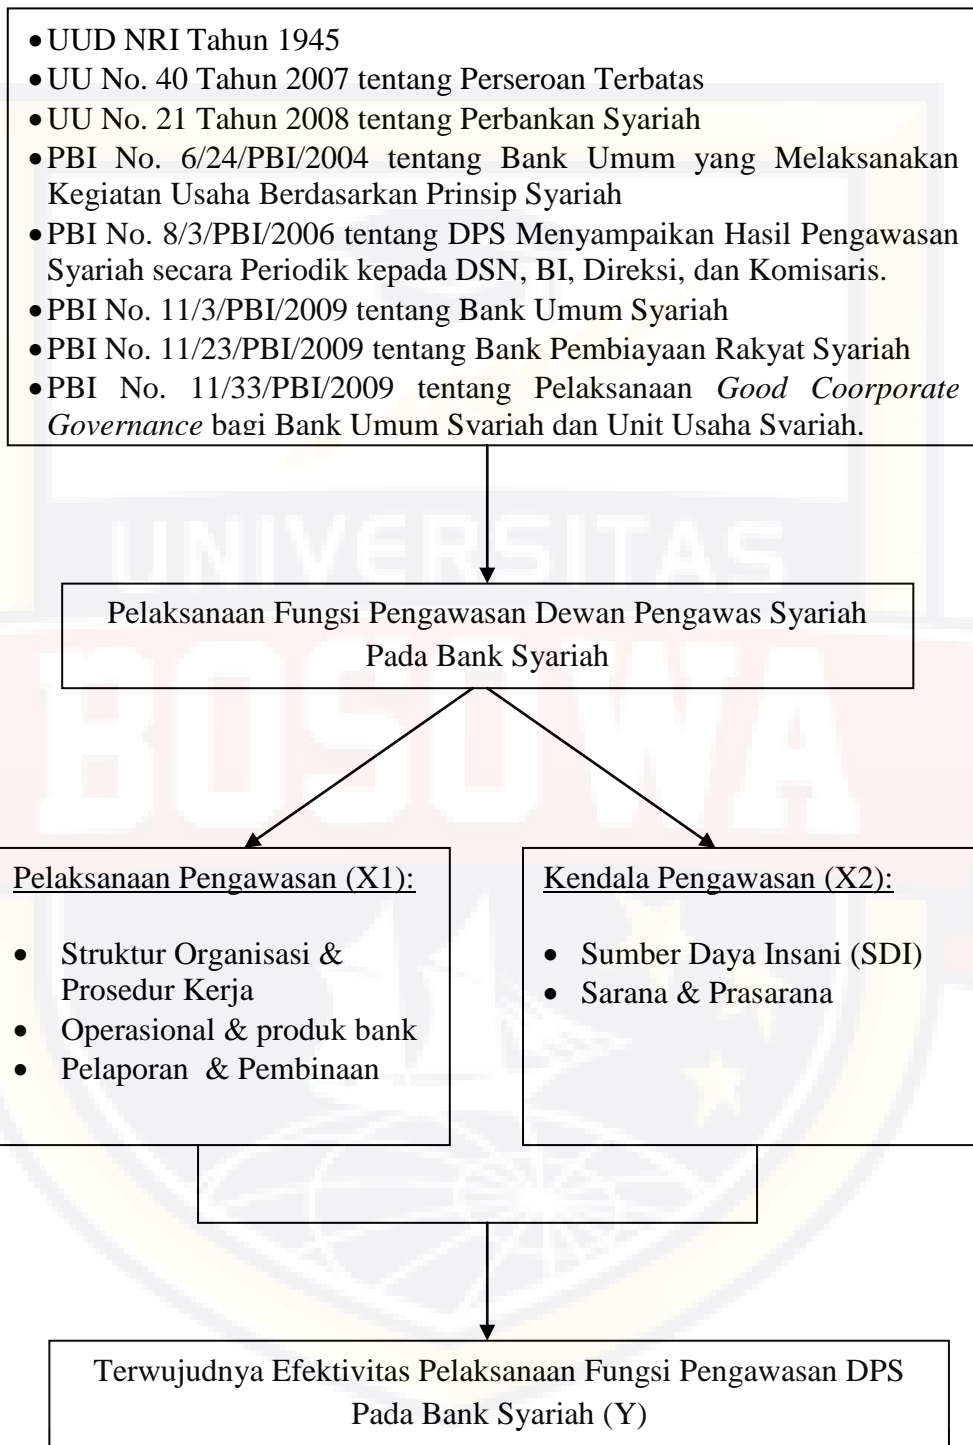 • UUD NRI Tahun 1945
• UU No. 40 Tahun 2007 tentang Perseroan Terbatas
• UU No. 21 Tahun 2008 tentang Perbankan Syariah
• PBI No. 6/24/PBI/2004 tentang Bank Umum yang Melaksanakan
Kegiatan Usaha Berdasarkan Prinsip Syariah
• PBI No. 8/3/PBI/2006 tentang DPS Menyampaikan Hasil Pengawasan
Syariah secara Periodik kepada DSN, BI, Direksi, dan Komisaris.
• PBI No. 11/3/PBI/2009 tentang Bank Umum Syariah
• PBI No. 11/23/PBI/2009 tentang Bank Pembiayaan Rakyat Syariah
• PBI No. 11/33/PBI/2009 tentang Pelaksanaan Good Coorporate
Governance bagi Bank Umum Syariah dan Unit Usaha Syariah.
UNIVERSITAS
Pelaksanaan Fungsi Pengawasan Dewan Pengawas Syariah
Pada Bank Syariah
BOSOWA
Pelaksanaan Pengawasan (X1):
• Struktur Organisasi &
Prosedur Kerja
• Operasional & produk bank
• Pelaporan & Pembinaan
Kendala Pengawasan (X2):
• Sumber Daya Insani (SDI)
• Sarana & Prasarana
Terwujudnya Efektivitas Pelaksanaan Fungsi Pengawasan DPS
Pada Bank Syariah (Y)